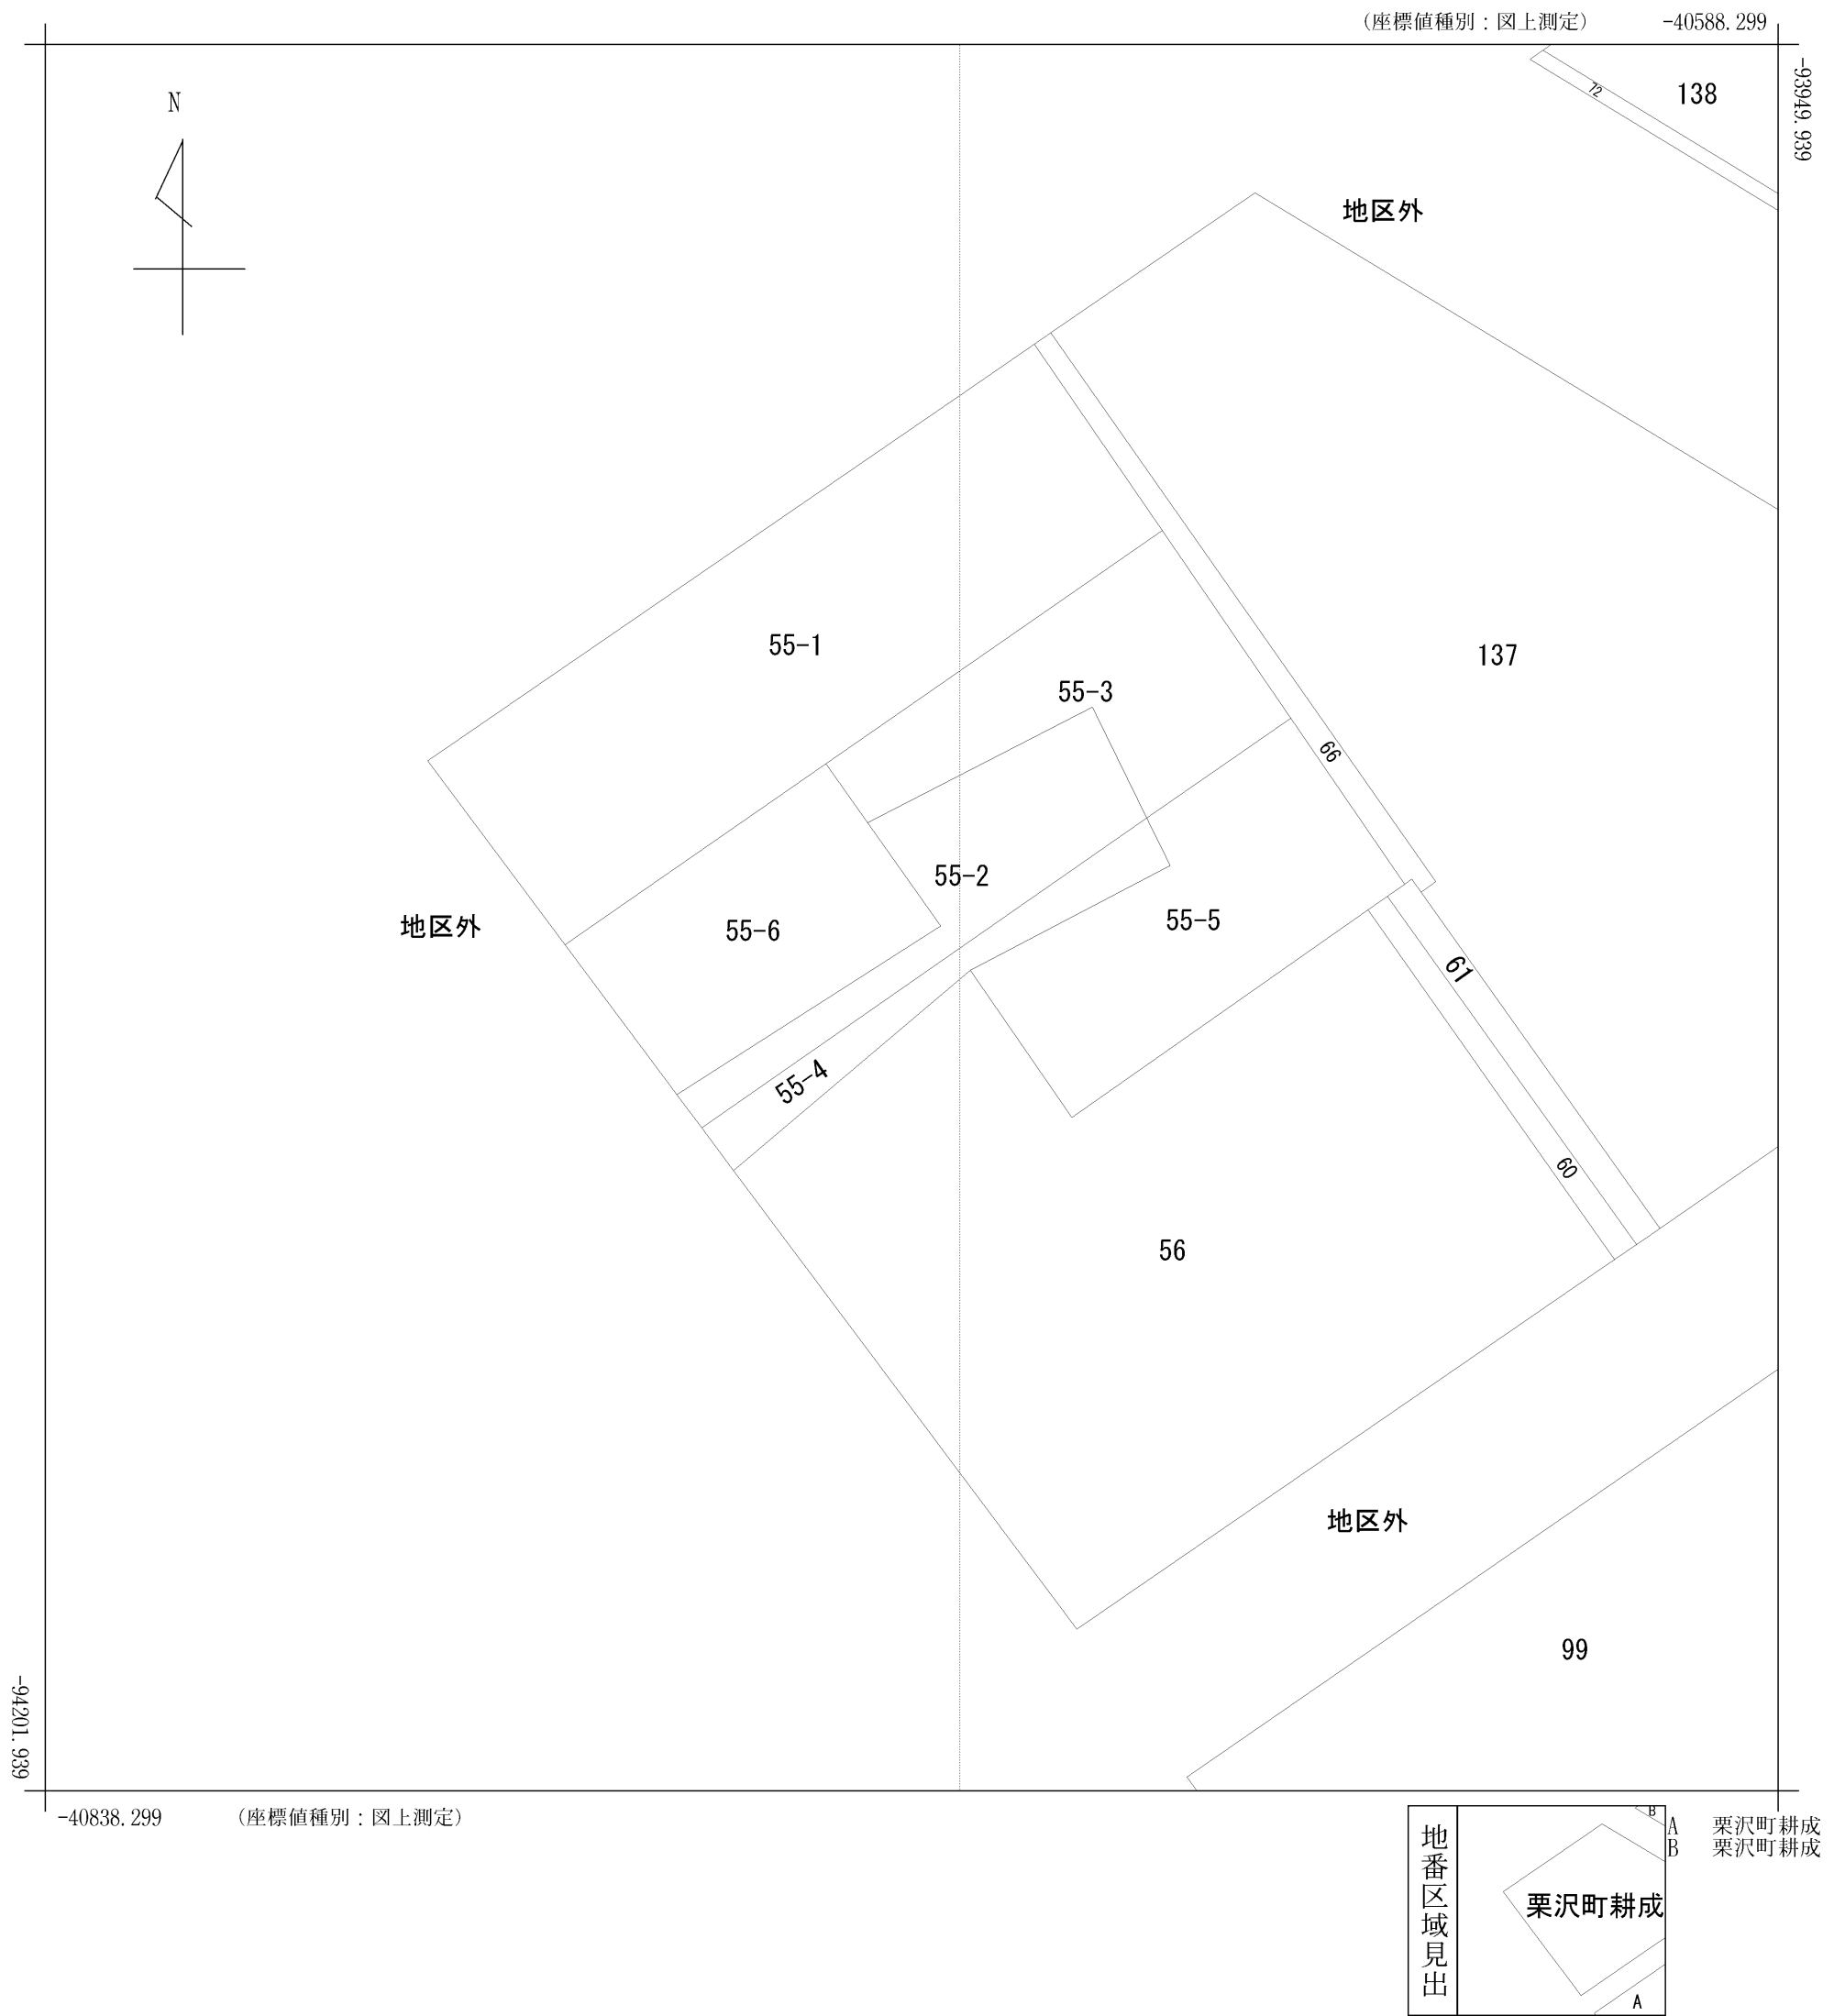 （座標値種別：図上測定） -40588.299
-93949.939
N
72
138
地区外
55-1
137
55-3
66
55-2
55-6
55-5
地区外
61
55-4
60
56
地区外
99
-94201.939
-40838.299 （座標値種別：図上測定）
地番区域見出
B
栗沢町耕成
A
A 栗沢町耕成
B 栗沢町耕成